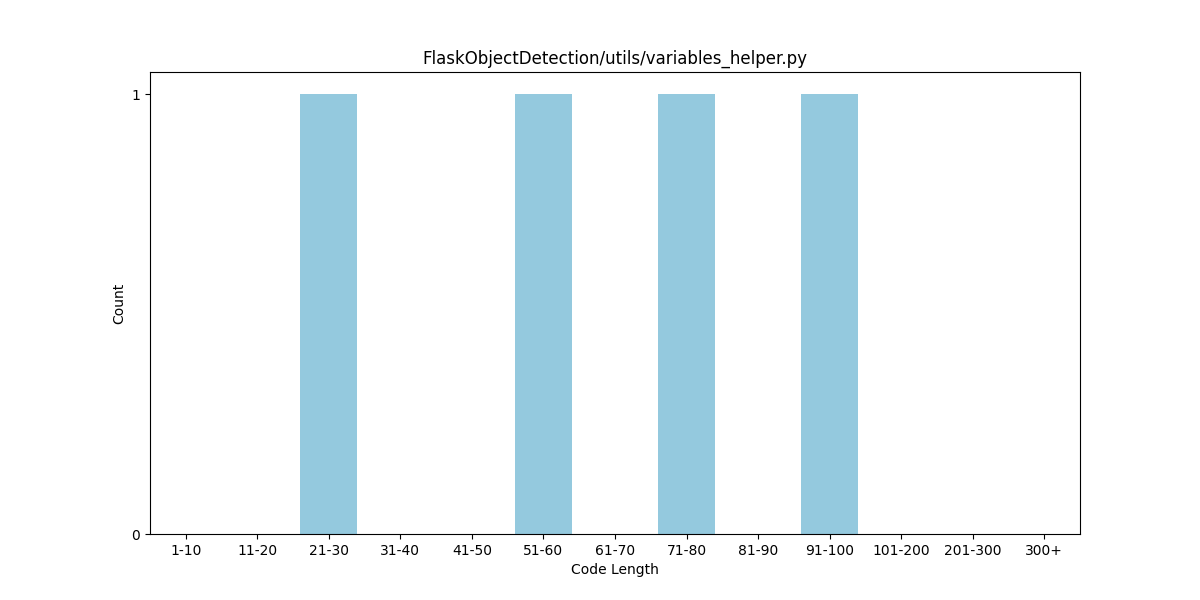 FlaskObjectDetection/utils/variables_helper.py
Count
1
0
1-10 11-20 21-30 31-40 41-50 51-60 61-70 71-80 81-90 91-100 101-200 201-300 300+
Code Length